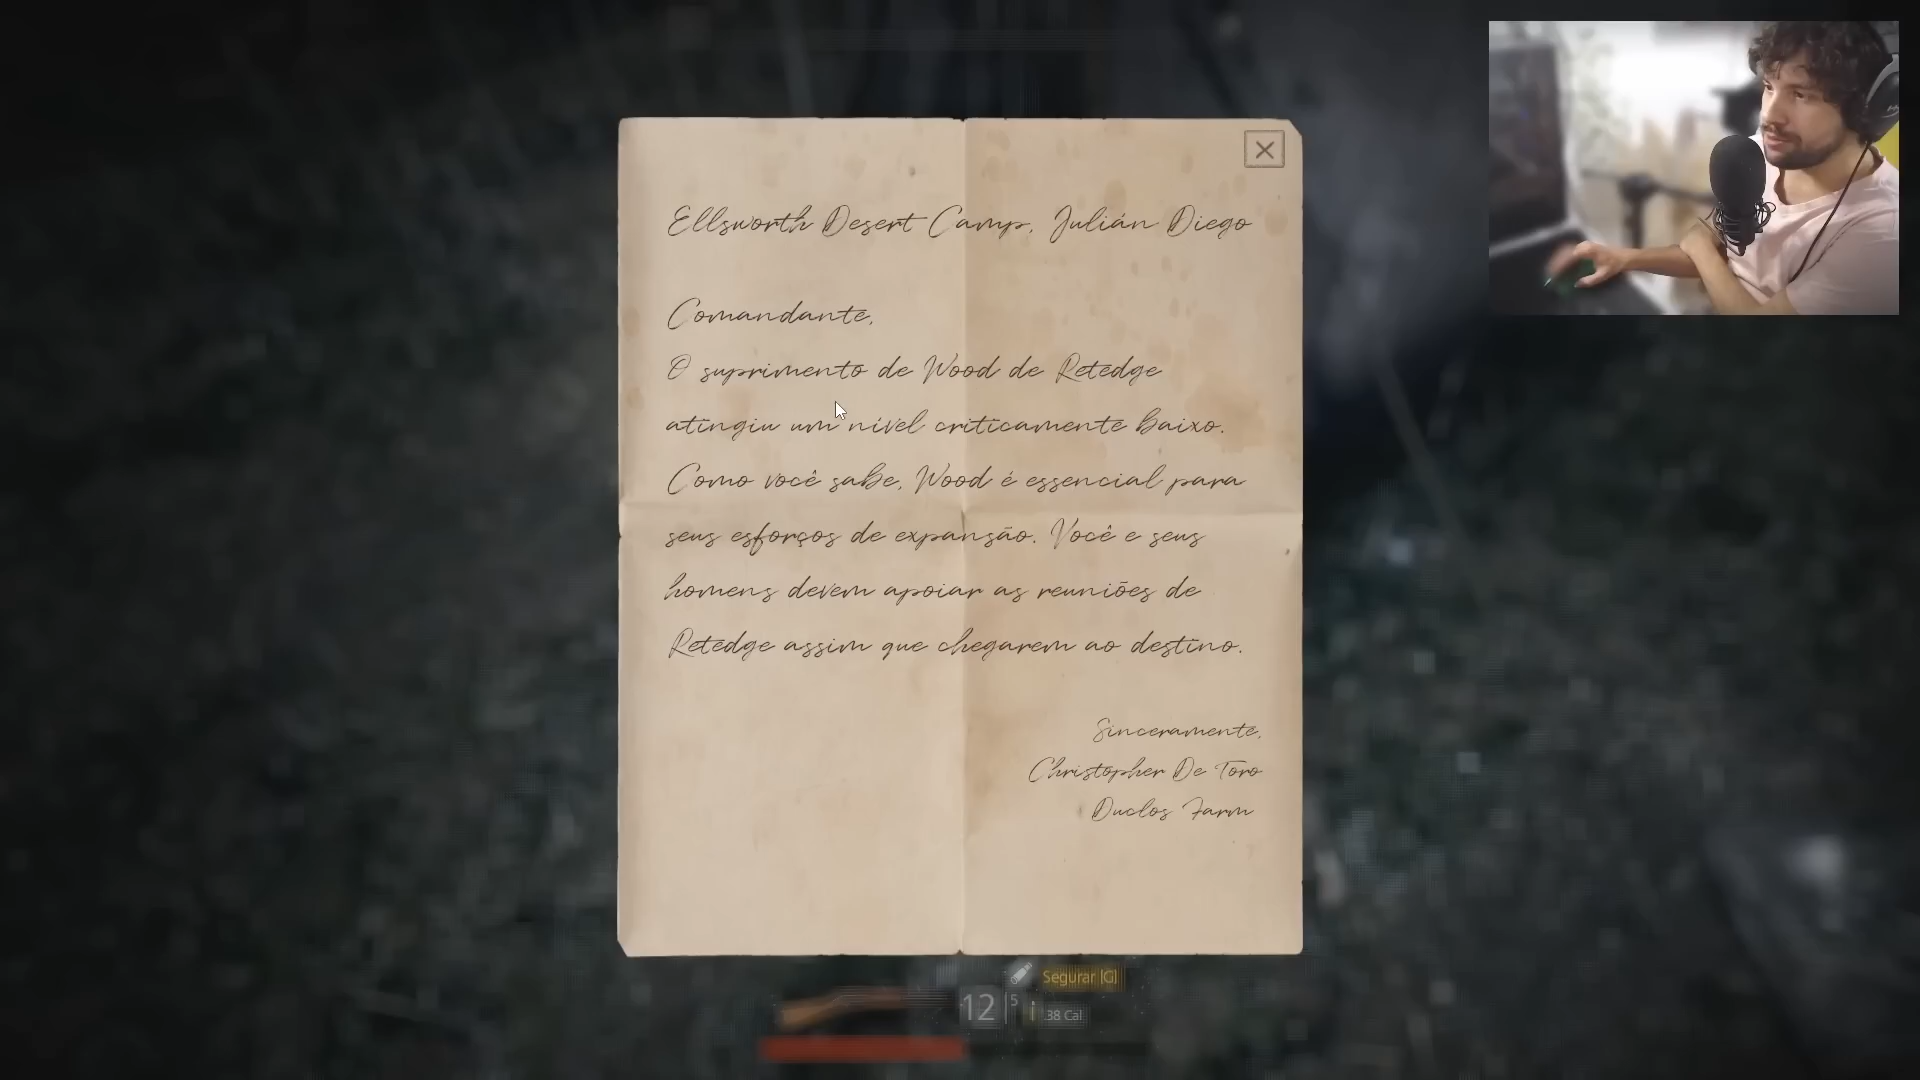 Ellsworth Desert Camp, Julián Diego
Comandante,
O suprimento de Wood de Retedge
atingiu um nível criticamente baixo.
Como você sabe, Wood é essencial para
seus esforços de expansão. Você e seus
homens devem apoiar as reuniões de
Retedge assim que chegarem ao destino.
Sinceramente,
Christopher De Toro
Duclos Farm
Segurar [G]
12 5 .38 Cal